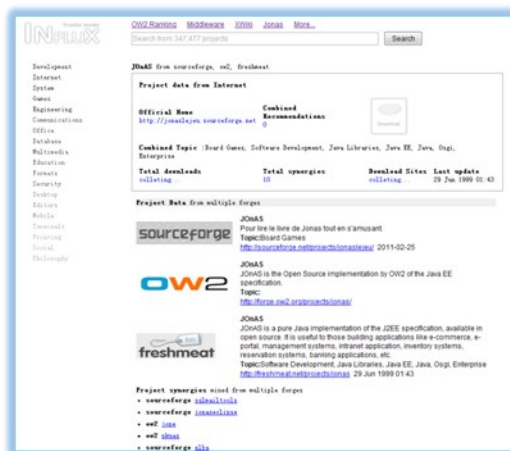 INFLUX
OW2 Ranking Middleware XWiki Jonas More...
Search from 347,477 projects
Search
Development
Internet
System
Games
Engineering
Communications
Office
Database
Multimedia
Education
Formats
Security
Desktop
Editors
Mobile
Terminals
Printing
Social
Philosophy
JOnAS from sourceforge, ow2, freshmeat
Project data from Internet
Official Home
http://jonaslejeu.sourceforge.net
Combined Recommendations
0
Download
Combined Topic :Board Games, Software Development, Java Libraries, Java EE, Java, Osgi, Enterprise
Total downloads
colleting...
Total synergies
10
Download Sites
colleting...
Last update
29 Jun 1999 01:43
Project Data from multiple forges
sourceforge
JOnAS
Pour lire le livre de Jonas tout en s'amusant.
Topic:Board Games
http://sourceforge.net/projects/jonaslejeu/ 2011-02-25
OW2
JOnAS
JOnAS is the Open Source implementation by OW2 of the Java EE specification.
Topic:
http://forge.ow2.org/projects/jonas/
freshmeat
JOnAS
JOnAS is a pure Java implementation of the J2EE specification, available in
open source. It is useful to those building applications like e-commerce, e-
portal, management systems, intranet application, inventory systems,
reservation systems, banking applications, etc.
Topic:Software Development, Java Libraries, Java EE, Java, Osgi, Enterprise
http://freshmeat.net/projects/jonas 29 Jun 1999 01:43
Project synergies mined from multiple forges
sourceforge
sourceforge
ow2
ow2
sourceforge